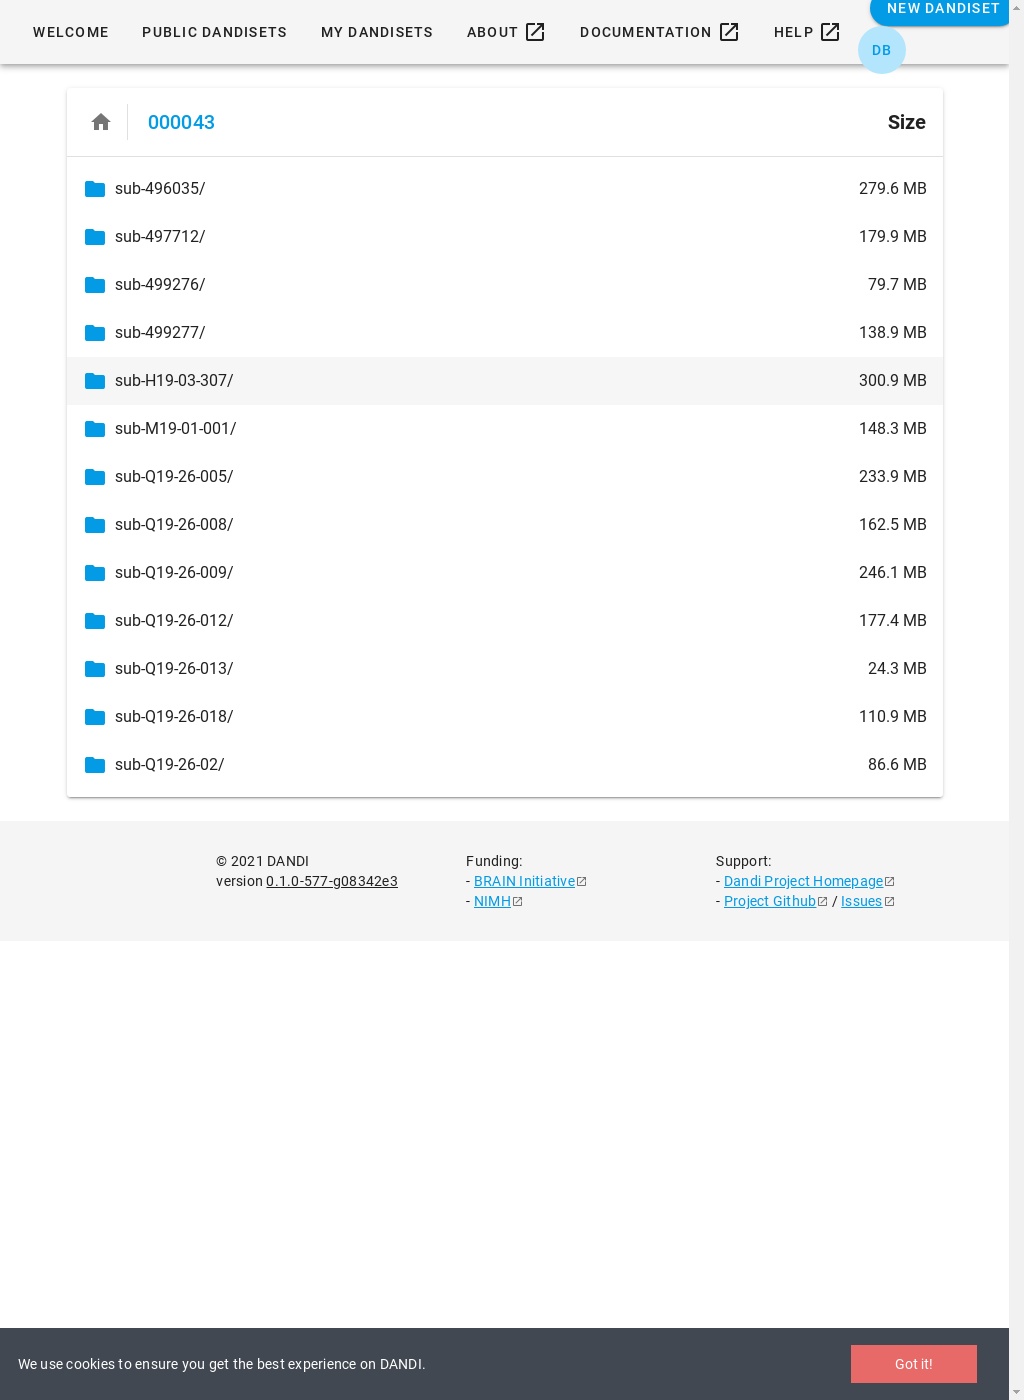 NEW DANDISET
WELCOME PUBLIC DANDISETS MY DANDISETS ABOUT DOCUMENTATION HELP
DB
000043 Size
sub-496035/ 279.6 MB
sub-497712/ 179.9 MB
sub-499276/ 79.7 MB
sub-499277/ 138.9 MB
sub-H19-03-307/ 300.9 MB
sub-M19-01-001/ 148.3 MB
sub-Q19-26-005/ 233.9 MB
sub-Q19-26-008/ 162.5 MB
sub-Q19-26-009/ 246.1 MB
sub-Q19-26-012/ 177.4 MB
sub-Q19-26-013/ 24.3 MB
sub-Q19-26-018/ 110.9 MB
sub-Q19-26-02/ 86.6 MB
© 2021 DANDI
version 0.1.0-577-g08342e3
Funding:
- BRAIN Initiative
- NIMH
Support:
- Dandi Project Homepage
- Project Github / Issues
We use cookies to ensure you get the best experience on DANDI. Got it!